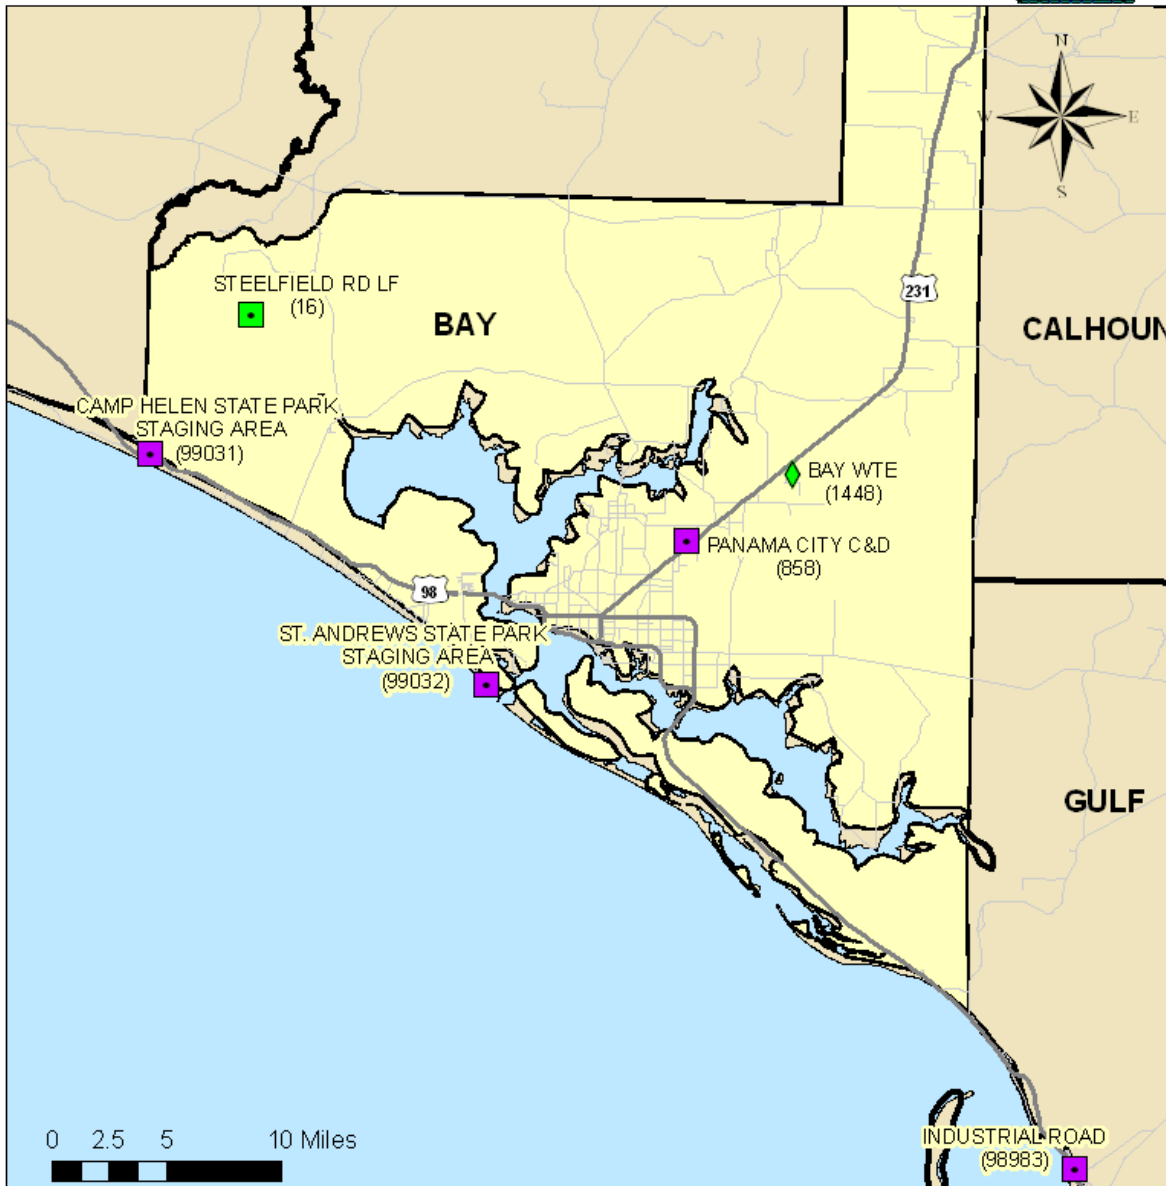 N
W E
S
231
STEELFIELD RD LF
(16)
BAY
CALHOUN
CAMP HELEN STATE PARK
STAGING AREA
(99031)
BAY WTE
(1448)
PANAMA CITY C&D
(858)
98
ST. ANDREWS STATE PARK
STAGING AREA
(99032)
GULF
0 2.5 5 10 Miles
INDUSTRIAL ROAD
(98983)